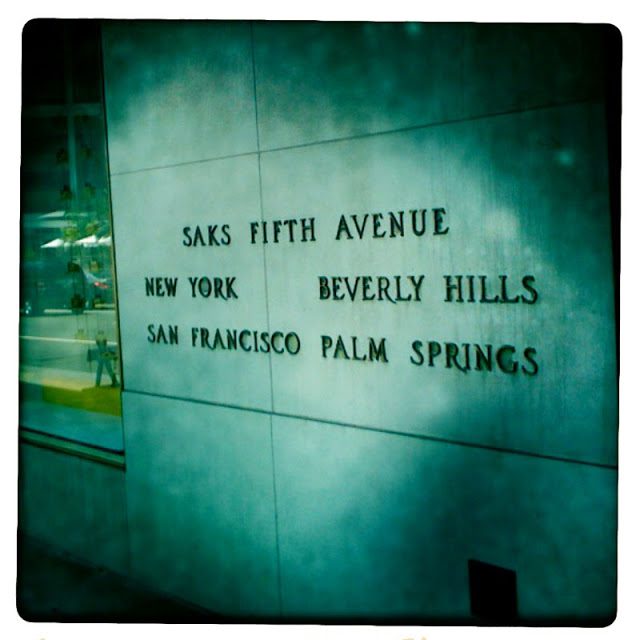 SAKS FIFTH AVENUE
NEW YORK BEVERLY HILLS
SAN FRANCISCO PALM SPRINGS